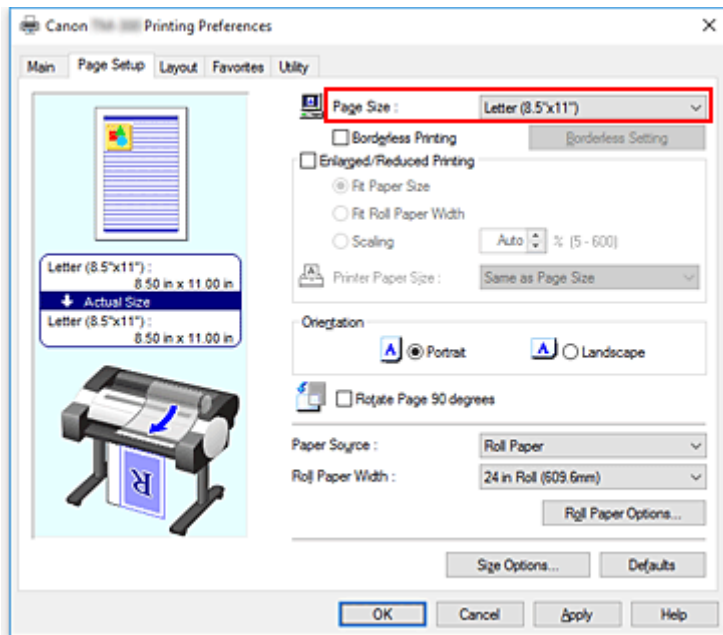 Canon Printing Preferences
Main Page Setup Layout Favorites Utility
Page Size : Letter (8.5"x11")
Borderless Printing Borderless Setting
Enlarged/Reduced Printing
Fit Paper Size
Fit Roll Paper Width
Scaling Auto % (5 - 600)
Printer Paper Size : Same as Page Size
Letter (8.5"x11") :
8.50 in x 11.00 in
Actual Size
Letter (8.5"x11") :
8.50 in x 11.00 in
Orientation
A Portrait A Landscape
Rotate Page 90 degrees
Paper Source : Roll Paper
Roll Paper Width : 24 in Roll (609.6mm)
Roll Paper Options...
R
Size Options... Defaults
OK Cancel Apply Help